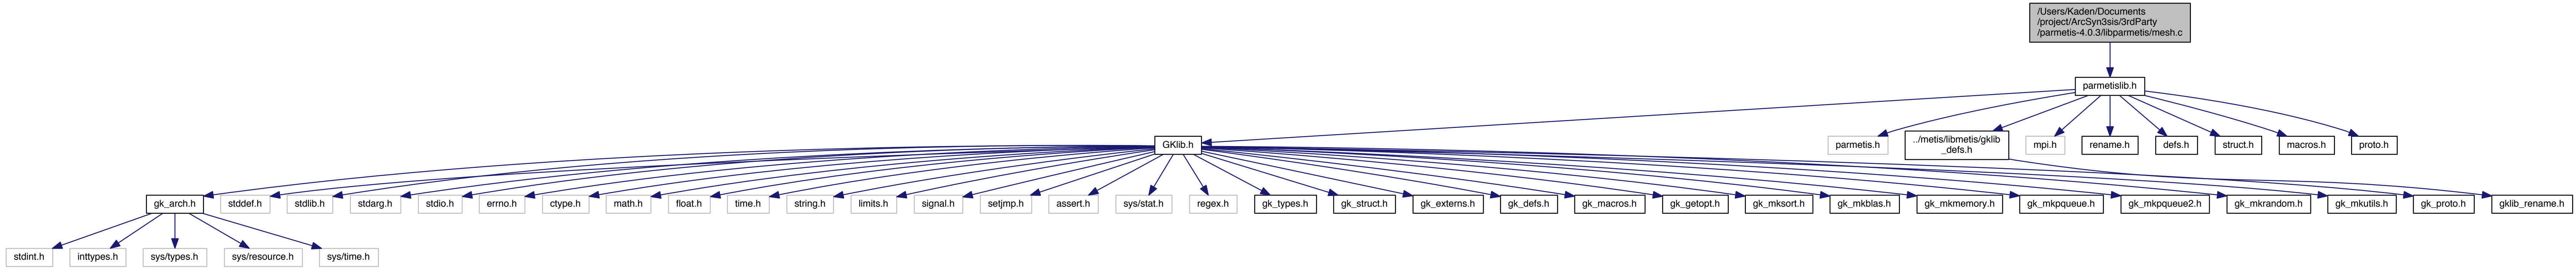 /Users/Kaden/Documents
/project/ArcSyn3sis/3rdParty
/parmetis-4.0.3/libparmetis/mesh.c
parmetislib.h
GKlib.h
parmetis.h
../metis/libmetis/gklib
_defs.h
mpi.h
rename.h
defs.h
struct.h
macros.h
proto.h
gk_arch.h
stddef.h
stdlib.h
stdarg.h
stdio.h
errno.h
ctype.h
math.h
float.h
time.h
string.h
limits.h
signal.h
setjmp.h
assert.h
sys/stat.h
regex.h
gk_types.h
gk_struct.h
gk_externs.h
gk_defs.h
gk_macros.h
gk_getopt.h
gk_mksort.h
gk_mkblas.h
gk_mkmemory.h
gk_mkpqueue.h
gk_mkpqueue2.h
gk_mkrandom.h
gk_mkutils.h
gk_proto.h
gklib_rename.h
stdint.h
inttypes.h
sys/types.h
sys/resource.h
sys/time.h